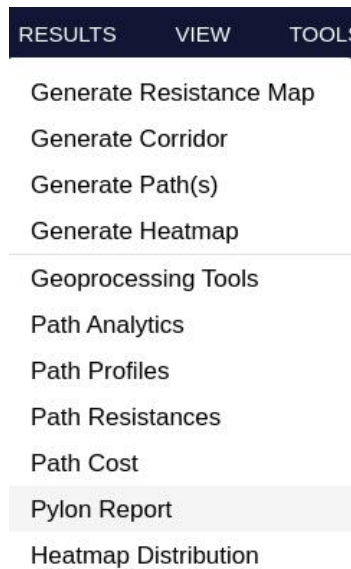 RESULTS VIEW TOOLS
Generate Resistance Map
Generate Corridor
Generate Path(s)
Generate Heatmap
Geoprocessing Tools
Path Analytics
Path Profiles
Path Resistances
Path Cost
Pylon Report
Heatmap Distribution